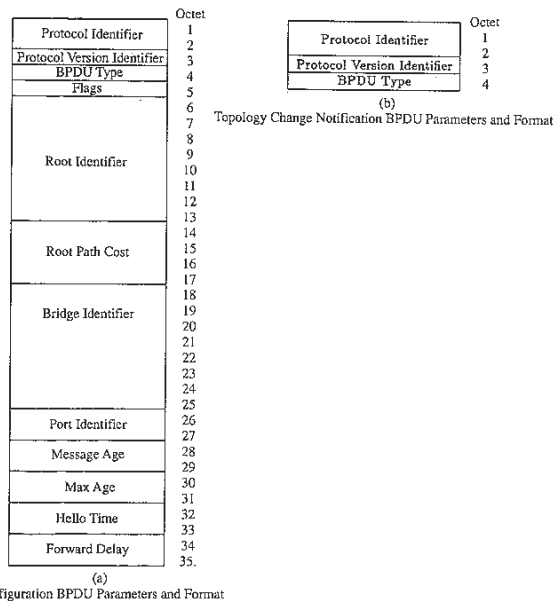 Octet
Protocol Identifier
1
2
Protocol Version Identifier
3
BPDU Type
4
Flags
5
6
7
8
9
Root Identifier
10
11
12
13
14
Root Path Cost
15
16
17
18
Bridge Identifier
19
20
21
22
23
24
25
Port Identifier
26
27
Message Age
28
29
Max Age
30
31
Hello Time
32
33
Forward Delay
34
35.
(a)
figuration BPDU Parameters and Format
Octet
Protocol Identifier
1
2
Protocol Version Identifier
3
BPDU Type
4
(b)
Topology Change Notification BPDU Parameters and Format